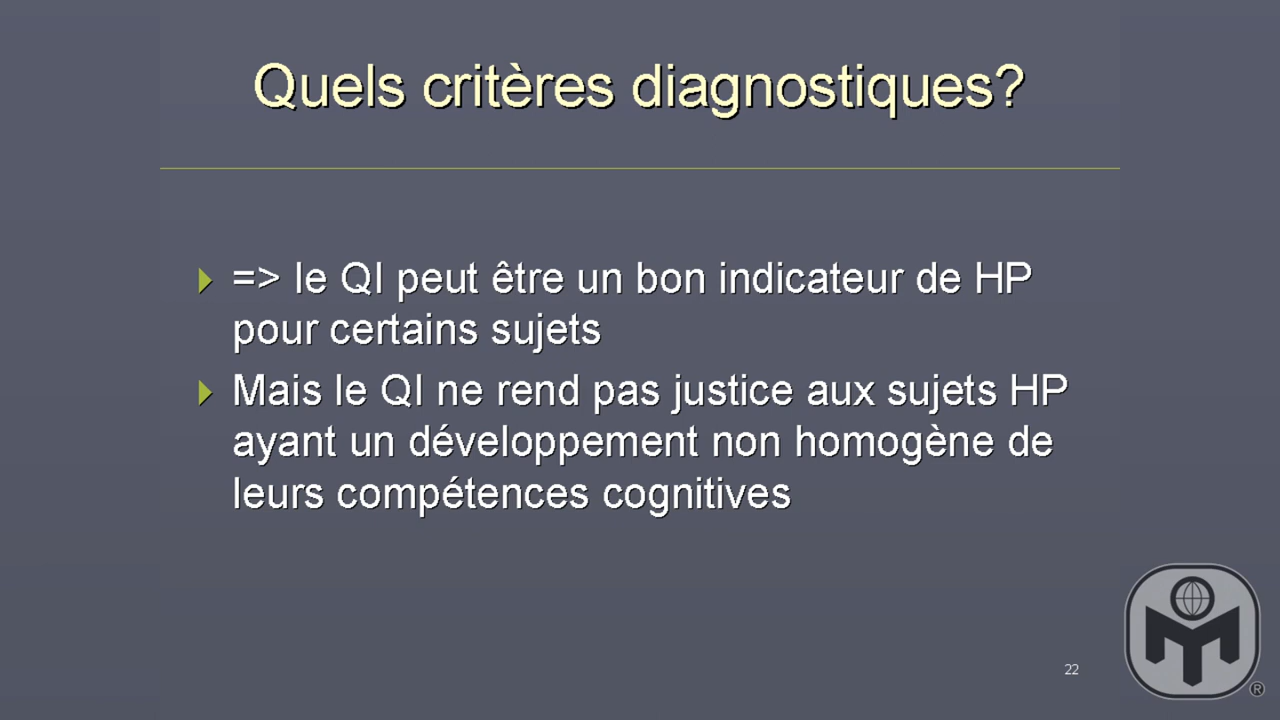 Quels critères diagnostiques?
=> le QI peut être un bon indicateur de HP
pour certains sujets
Mais le QI ne rend pas justice aux sujets HP
ayant un développement non homogène de
leurs compétences cognitives
22
®